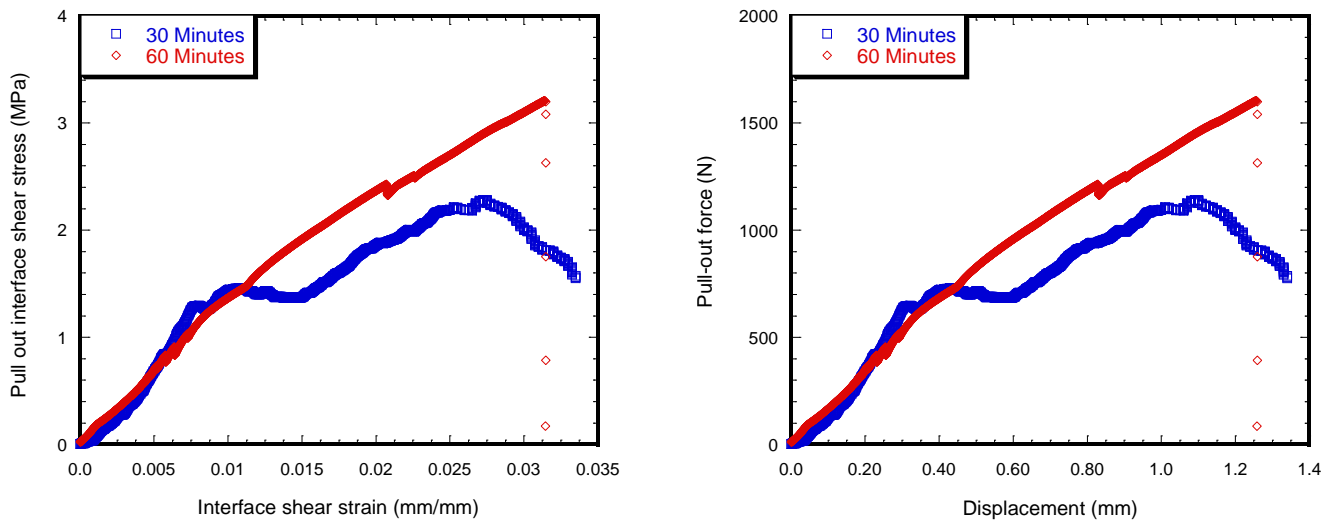 4
3
2
1
0
Pull out interface shear stress (MPa)
30 Minutes
60 Minutes
0.0 0.005 0.01 0.015 0.02 0.025 0.03 0.035
Interface shear strain (mm/mm)
2000
1500
1000
500
0
Pull-out force (N)
30 Minutes
60 Minutes
0.0 0.20 0.40 0.60 0.80 1.0 1.2 1.4
Displacement (mm)